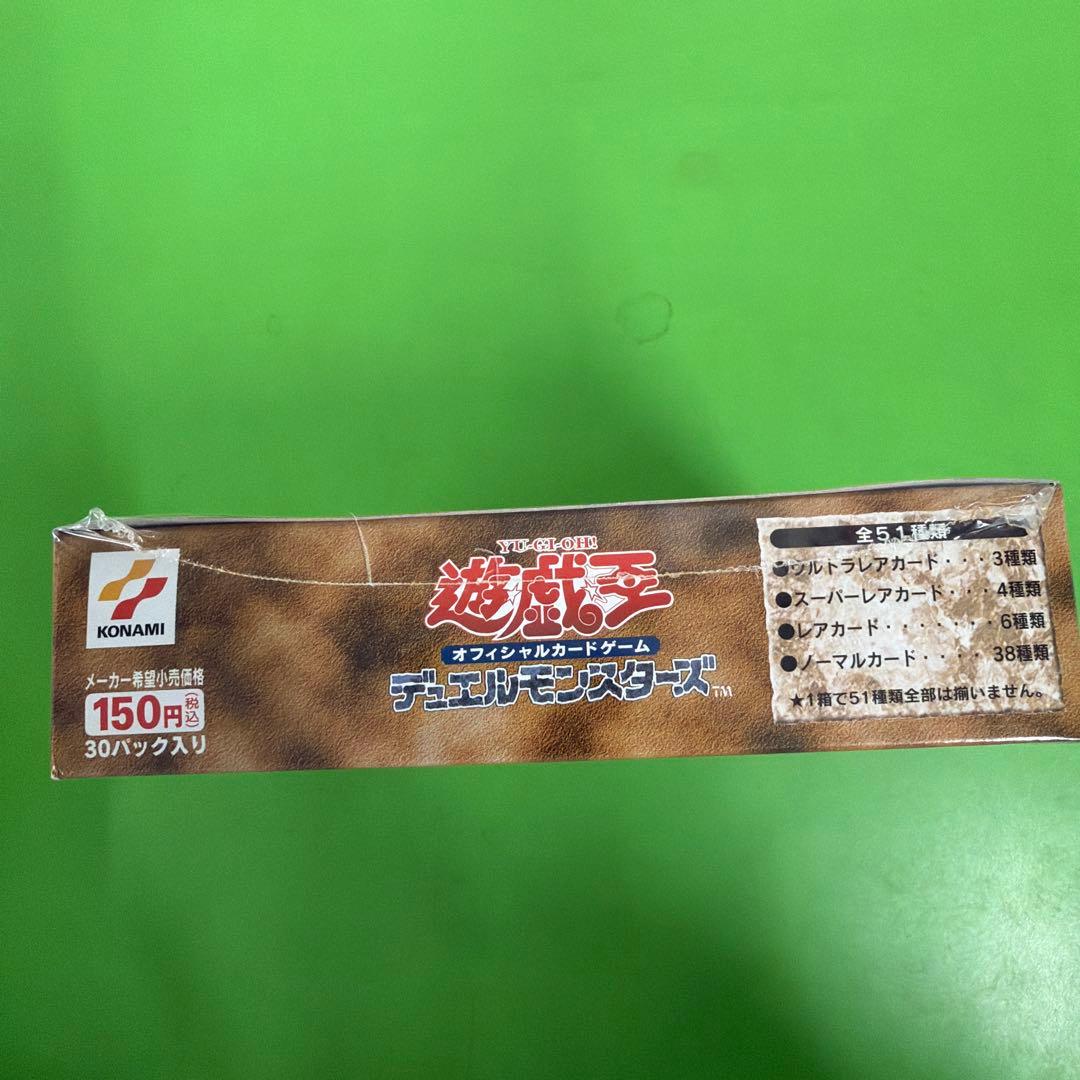 KONAMI
メーカー希望小売価格
150円(税込)
30パック入り
YU-GI-OH!
遊戯王
オフィシャルカードゲーム
デュエルモンスターズ™
全51種類
●ウルトラレアカード・・・3種類
●スーパーレアカード・・・4種類
●レアカード・・・・・・・6種類
●ノーマルカード・・・・38種類
★1箱で51種類全部は揃いません。